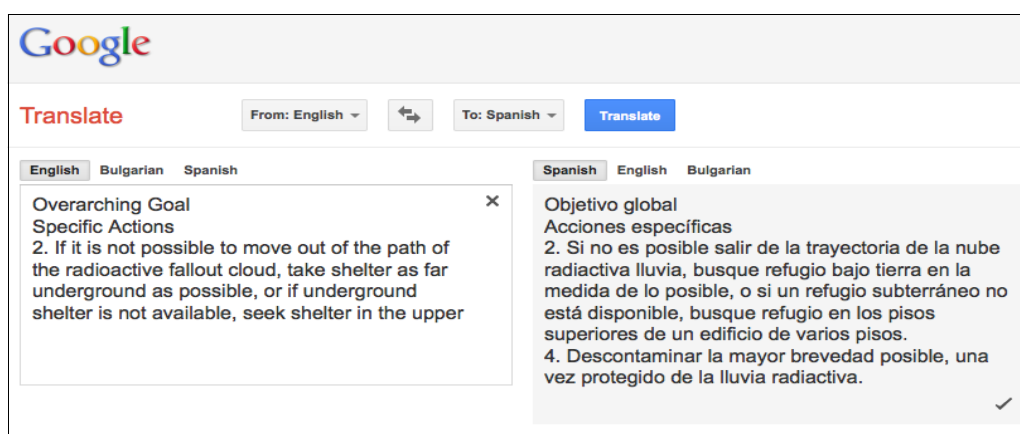 Google
Translate
From: English
To: Spanish
Translate
English Bulgarian Spanish
Overarching Goal
Specific Actions
2. If it is not possible to move out of the path of
the radioactive fallout cloud, take shelter as far
underground as possible, or if underground
shelter is not available, seek shelter in the upper
Spanish English Bulgarian
Objetivo global
Acciones específicas
2. Si no es posible salir de la trayectoria de la nube
radiactiva lluvia, busque refugio bajo tierra en la
medida de lo posible, o si un refugio subterráneo no
está disponible, busque refugio en los pisos
superiores de un edificio de varios pisos.
4. Descontaminar la mayor brevedad posible, una
vez protegido de la lluvia radiactiva.